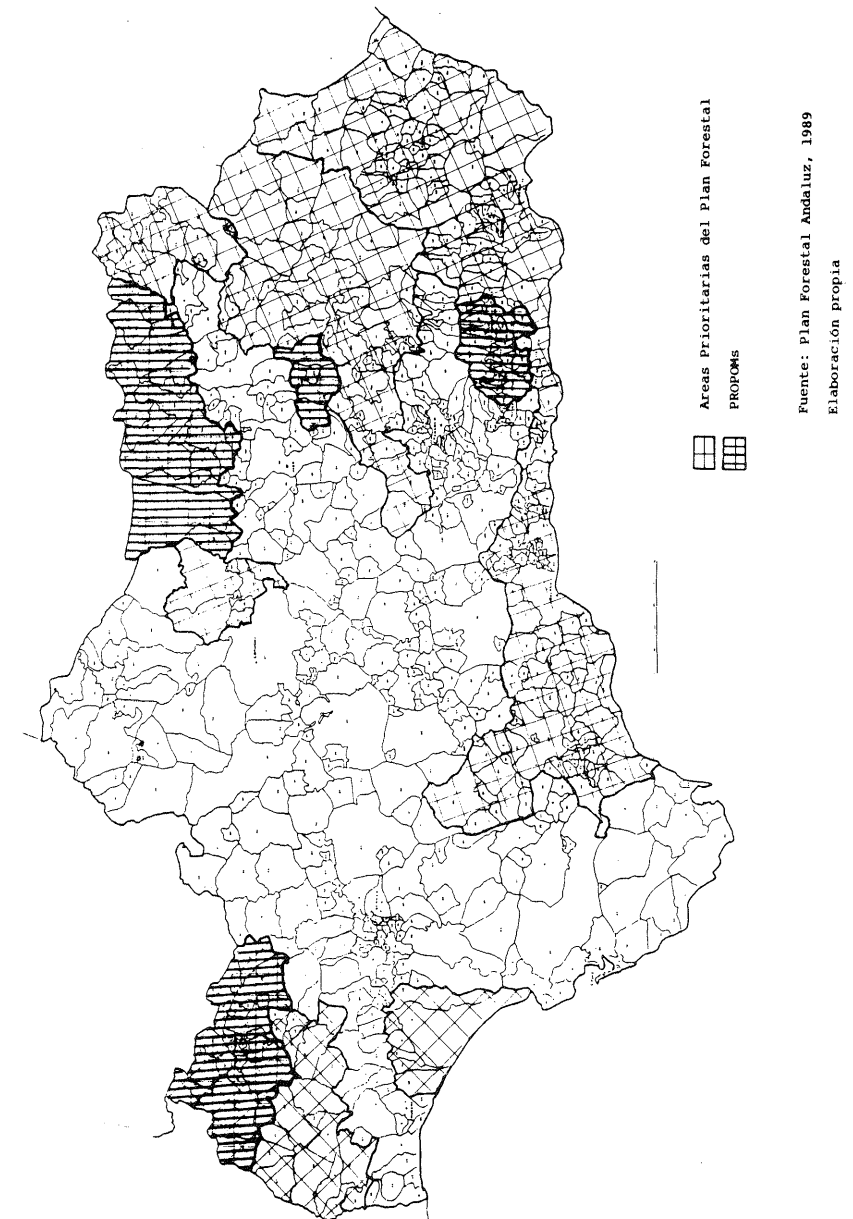 Areas Prioritarias del Plan Forestal
PROPOMs
Fuente: Plan Forestal Andaluz, 1989
Elaboración propia